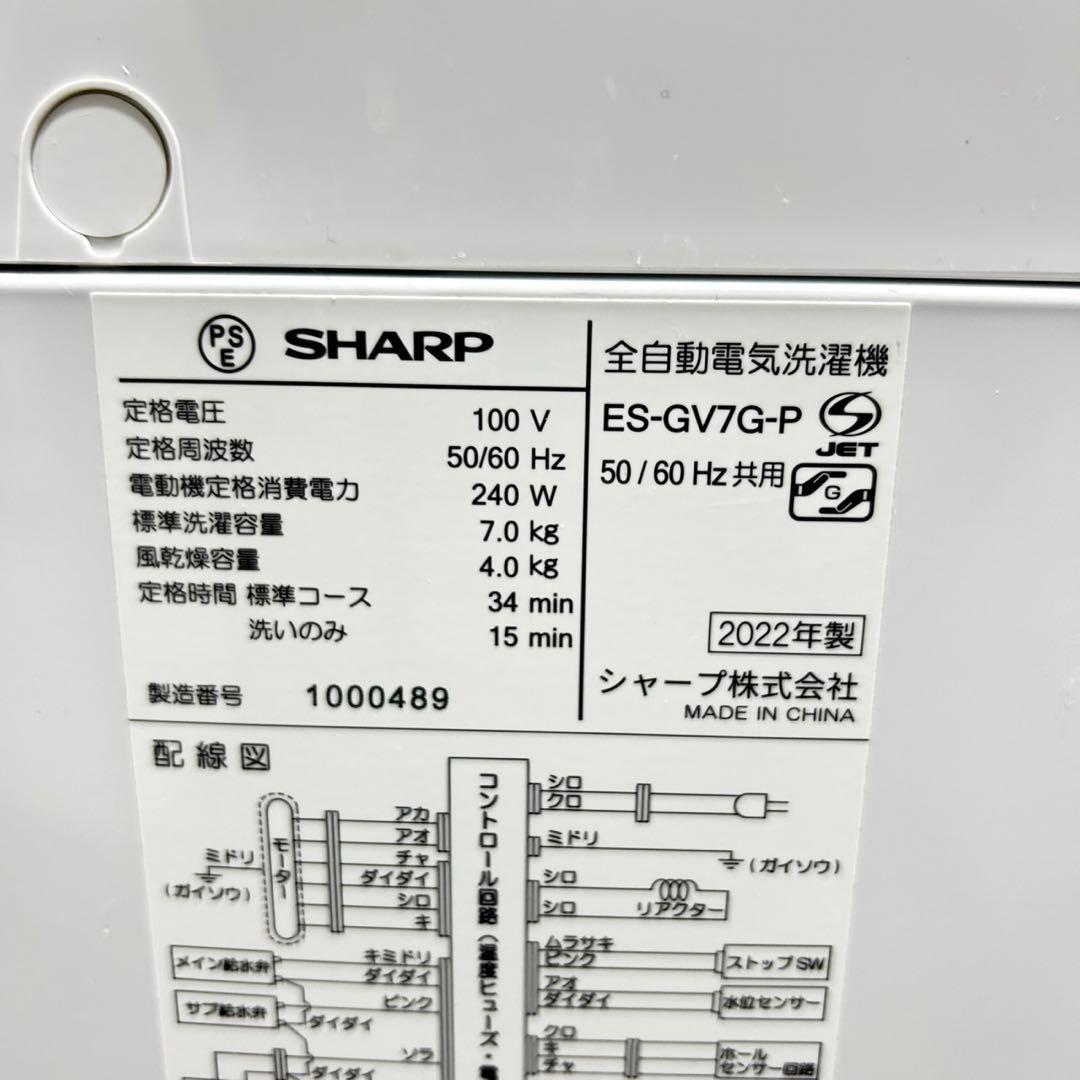 PS
E
SHARP
定格電圧 100 V
定格周波数 50/60 Hz
電動機定格消費電力 240 W
標準洗濯容量 7.0 kg
風乾燥容量 4.0 kg
定格時間 標準コース 34 min
洗いのみ 15 min
製造番号 1000489
全自動電気洗濯機
ES-GV7G-P
JET
50 / 60 Hz 共用
G
2022年製
シャープ株式会社
MADE IN CHINA
配線図
コントロール回路(温度ヒューズ・電
モーター
ミドリ
(ガイソウ)
アカ
アオ
チャ
ダイダイ
シロ
キ
メイン給水弁
キミドリ
ダイダイ
サブ給水弁
ピンク
ダイダイ
ソラ
ダイダイ
シロ
クロ
ミドリ
(ガイソウ)
シロ
シロ
リアクター
ムラサキ
ピンク
ストップSW
アオ
ダイダイ
水位センサー
クロ
キ
チャ
ホール
センサー回路